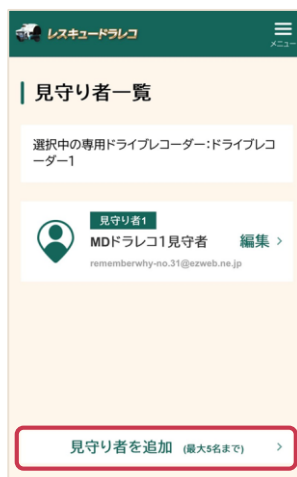 レスキュードラレコ
メニュー
見守り者一覧
選択中の専用ドライブレコーダー:ドライブレコ
ーダー1
見守り者1
MDドラレコ1見守者
編集
rememberwhy-no.31@ezweb.ne.jp
見守り者を追加 (最大5名まで)